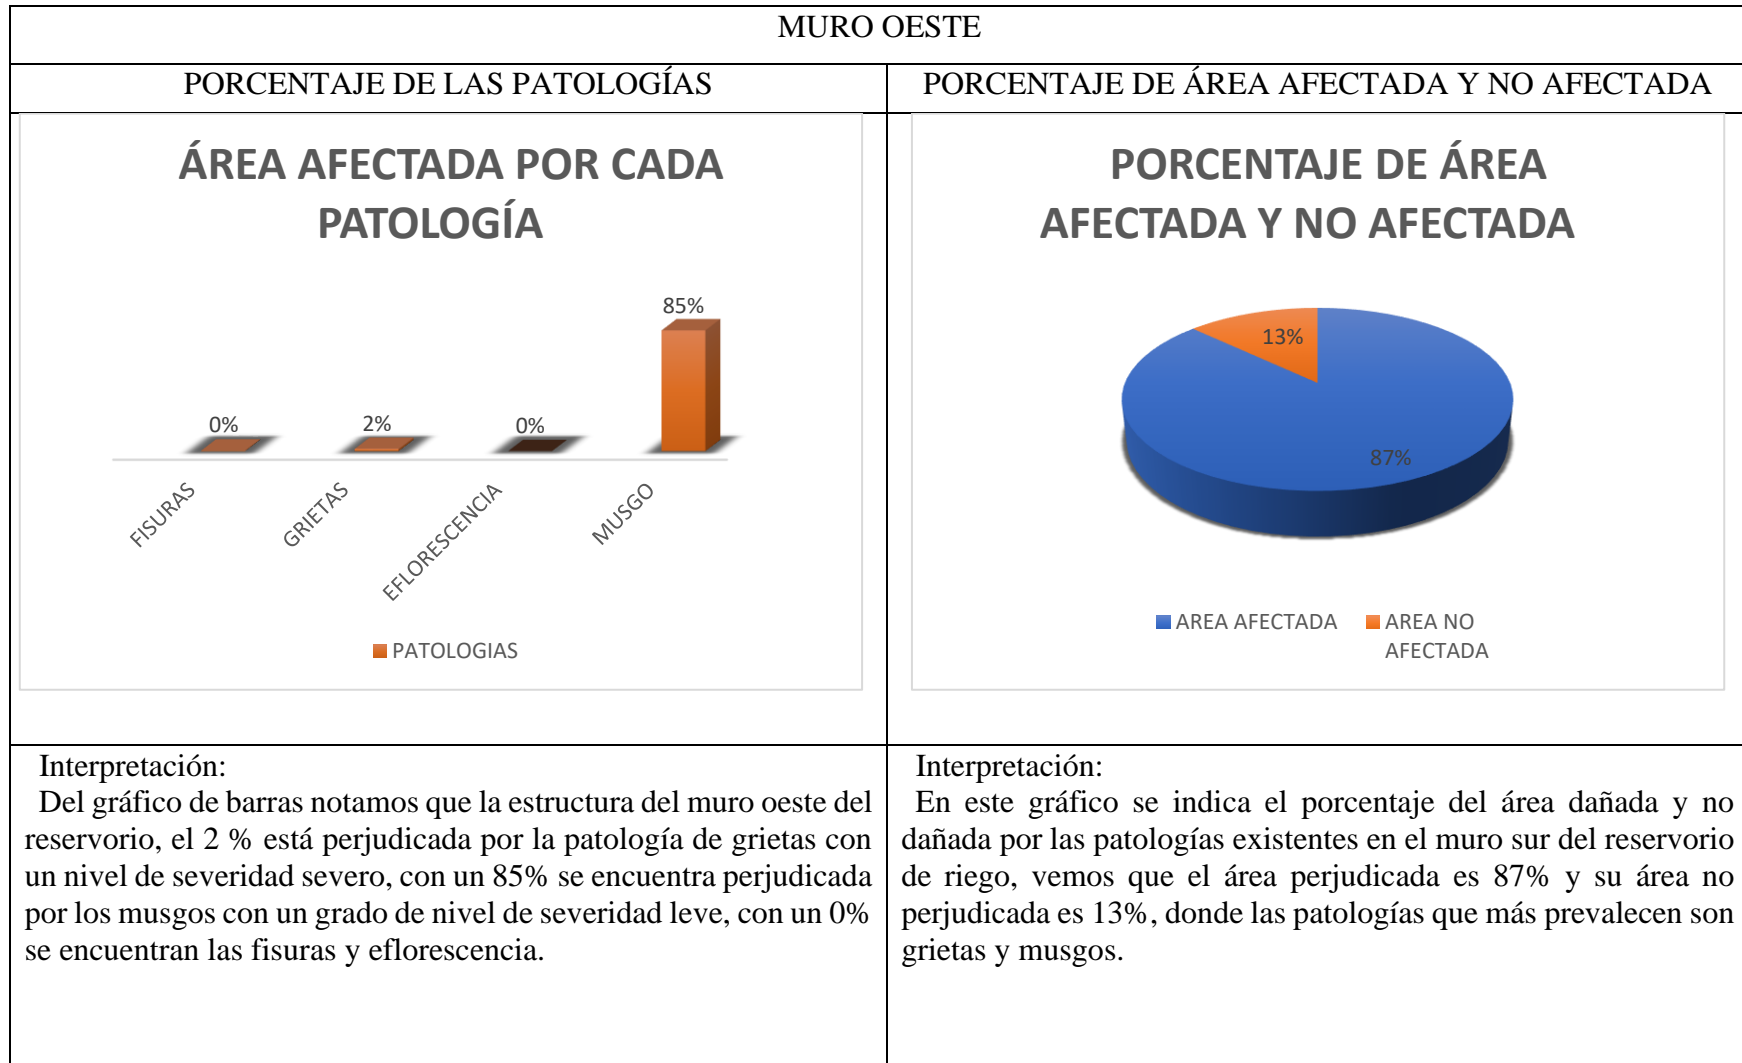 MURO OESTE
PORCENTAJE DE LAS PATOLOGÍAS
PORCENTAJE DE ÁREA AFECTADA Y NO AFECTADA
ÁREA AFECTADA POR CADA
PATOLOGÍA
85%
0%
2%
0%
FISURAS
GRIETAS
EFLORESCENCIA
MUSGO
PATOLOGIAS
PORCENTAJE DE ÁREA
AFECTADA Y NO AFECTADA
13%
87%
AREA AFECTADA
AREA NO
AFECTADA
Interpretación:
Del gráfico de barras notamos que la estructura del muro oeste del
reservorio, el 2 % está perjudicada por la patología de grietas con
un nivel de severidad severo, con un 85% se encuentra perjudicada
por los musgos con un grado de nivel de severidad leve, con un 0%
se encuentran las fisuras y eflorescencia.
Interpretación:
En este gráfico se indica el porcentaje del área dañada y no
dañada por las patologías existentes en el muro sur del reservorio
de riego, vemos que el área perjudicada es 87% y su área no
perjudicada es 13%, donde las patologías que más prevalecen son
grietas y musgos.